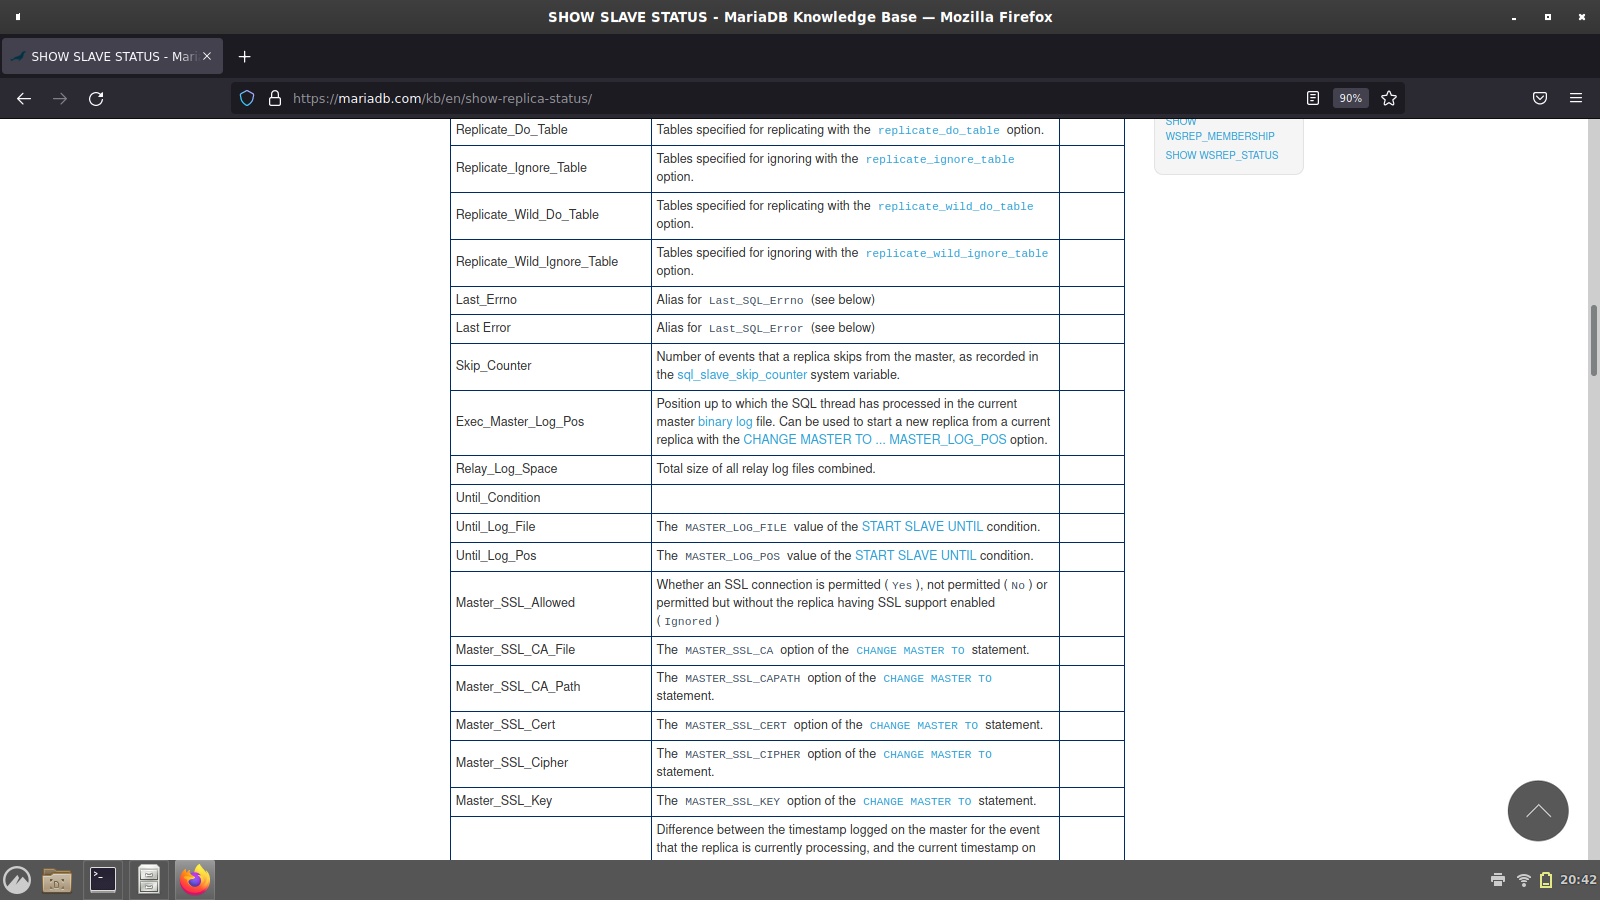 SHOW SLAVE STATUS - MariaDB Knowledge Base — Mozilla Firefox
SHOW SLAVE STATUS - Mari
https://mariadb.com/kb/en/show-replica-status/
90%
Replicate_Do_Table
Tables specified for replicating with the replicate_do_table option.
Replicate_Ignore_Table
Tables specified for ignoring with the replicate_ignore_table
option.
Replicate_Wild_Do_Table
Tables specified for replicating with the replicate_wild_do_table
option.
Replicate_Wild_Ignore_Table
Tables specified for ignoring with the replicate_wild_ignore_table
option.
Last_Errno
Alias for Last_SQL_Errno (see below)
Last Error
Alias for Last_SQL_Error (see below)
Skip_Counter
Number of events that a replica skips from the master, as recorded in
the sql_slave_skip_counter system variable.
Exec_Master_Log_Pos
Position up to which the SQL thread has processed in the current
master binary log file. Can be used to start a new replica from a current
replica with the CHANGE MASTER TO ... MASTER_LOG_POS option.
Relay_Log_Space
Total size of all relay log files combined.
Until_Condition
Until_Log_File
The MASTER_LOG_FILE value of the START SLAVE UNTIL condition.
Until_Log_Pos
The MASTER_LOG_POS value of the START SLAVE UNTIL condition.
Master_SSL_Allowed
Whether an SSL connection is permitted ( Yes ), not permitted ( No ) or
permitted but without the replica having SSL support enabled
( Ignored )
Master_SSL_CA_File
The MASTER_SSL_CA option of the CHANGE MASTER TO statement.
Master_SSL_CA_Path
The MASTER_SSL_CAPATH option of the CHANGE MASTER TO
statement.
Master_SSL_Cert
The MASTER_SSL_CERT option of the CHANGE MASTER TO statement.
Master_SSL_Cipher
The MASTER_SSL_CIPHER option of the CHANGE MASTER TO
statement.
Master_SSL_Key
The MASTER_SSL_KEY option of the CHANGE MASTER TO statement.
Difference between the timestamp logged on the master for the event
that the replica is currently processing, and the current timestamp on
SHOW
WSREP_MEMBERSHIP
SHOW WSREP_STATUS
20:42